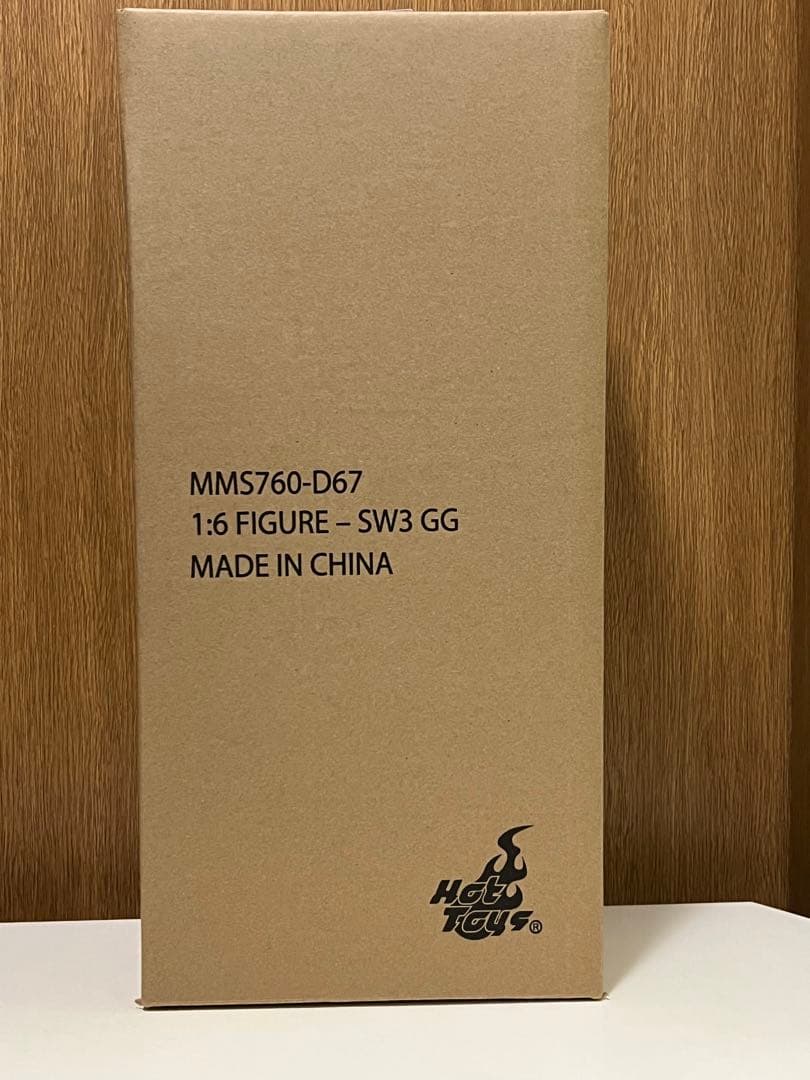 MMS760-D67
1:6 FIGURE – SW3 GG
MADE IN CHINA
Hot
Toys®